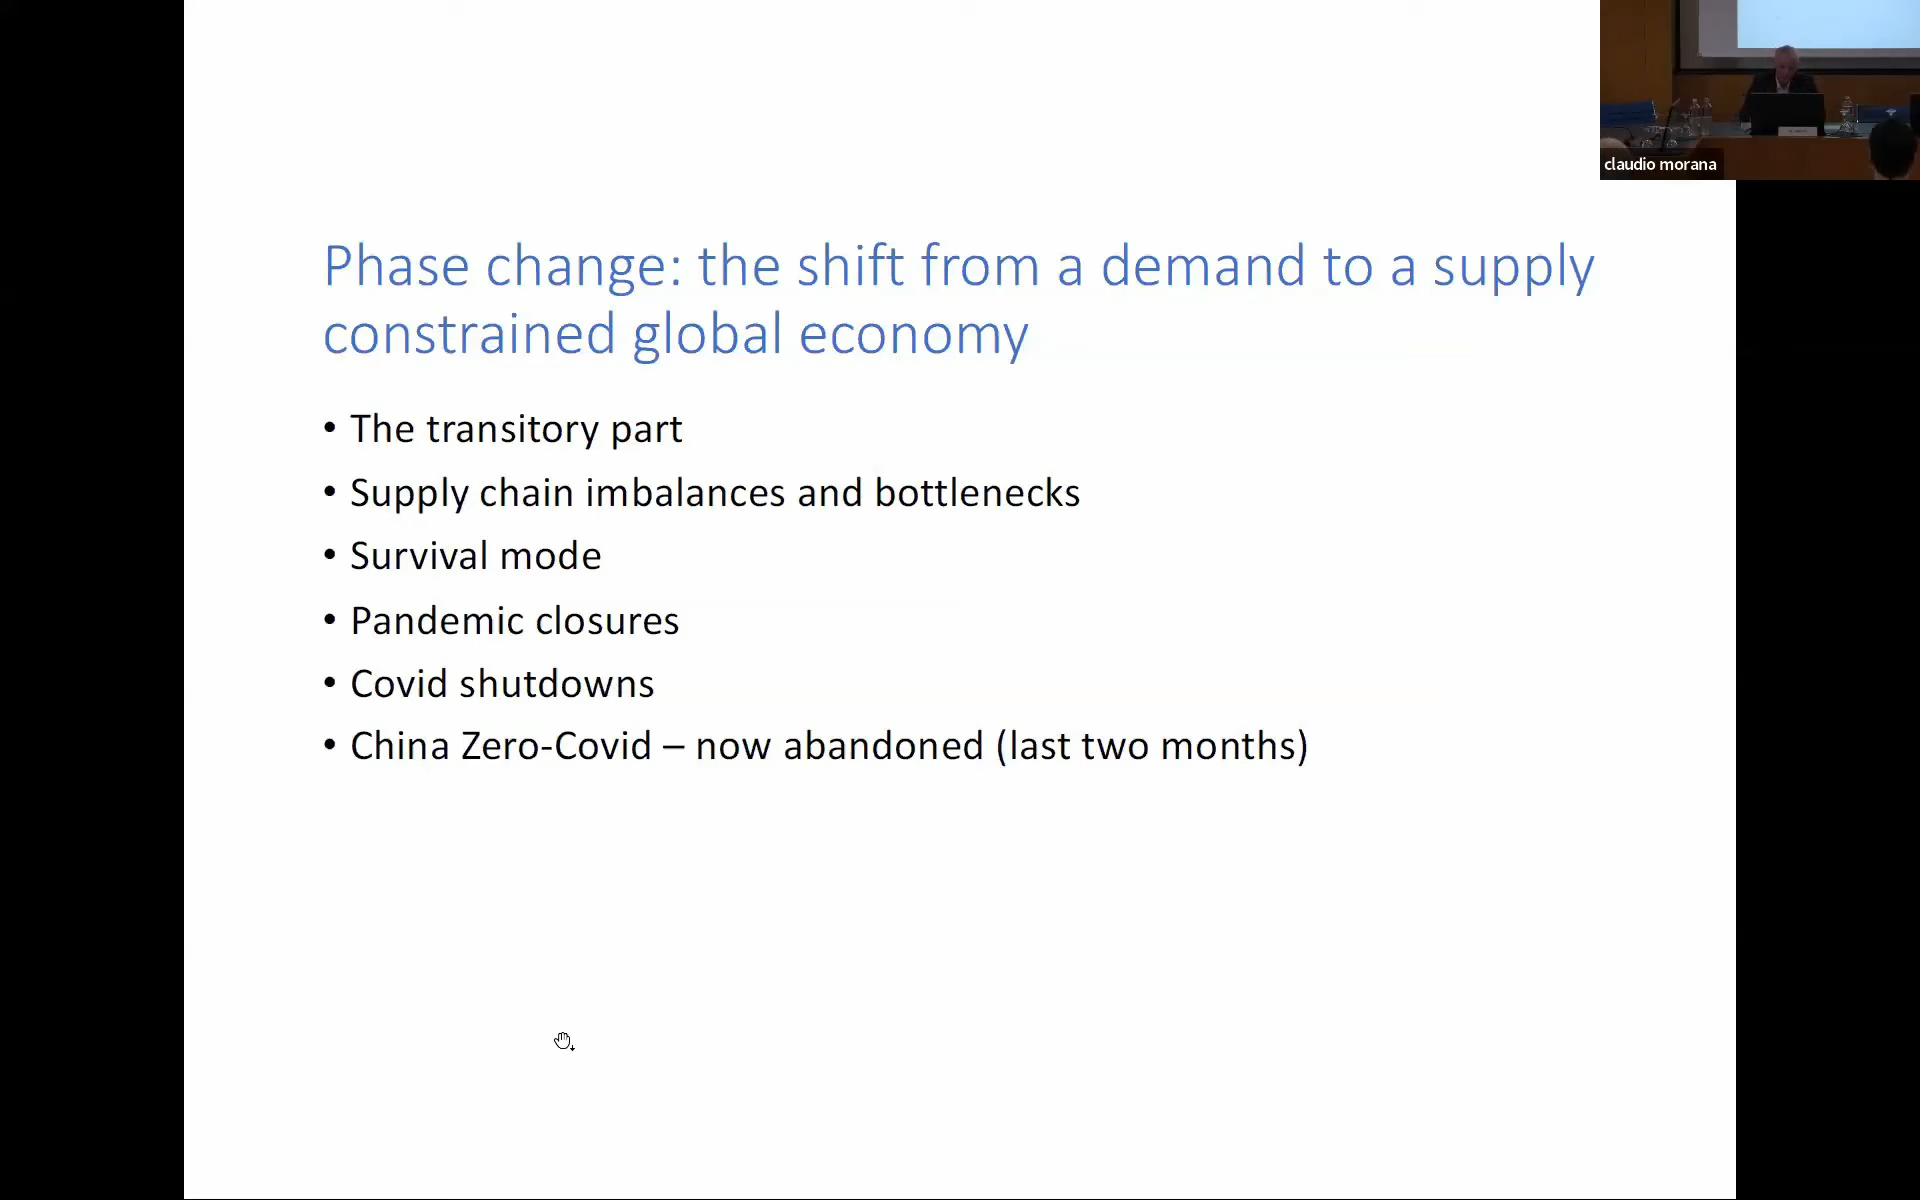 claudio morana
Phase change: the shift from a demand to a supply
constrained global economy
• The transitory part
• Supply chain imbalances and bottlenecks
• Survival mode
• Pandemic closures
• Covid shutdowns
• China Zero-Covid – now abandoned (last two months)